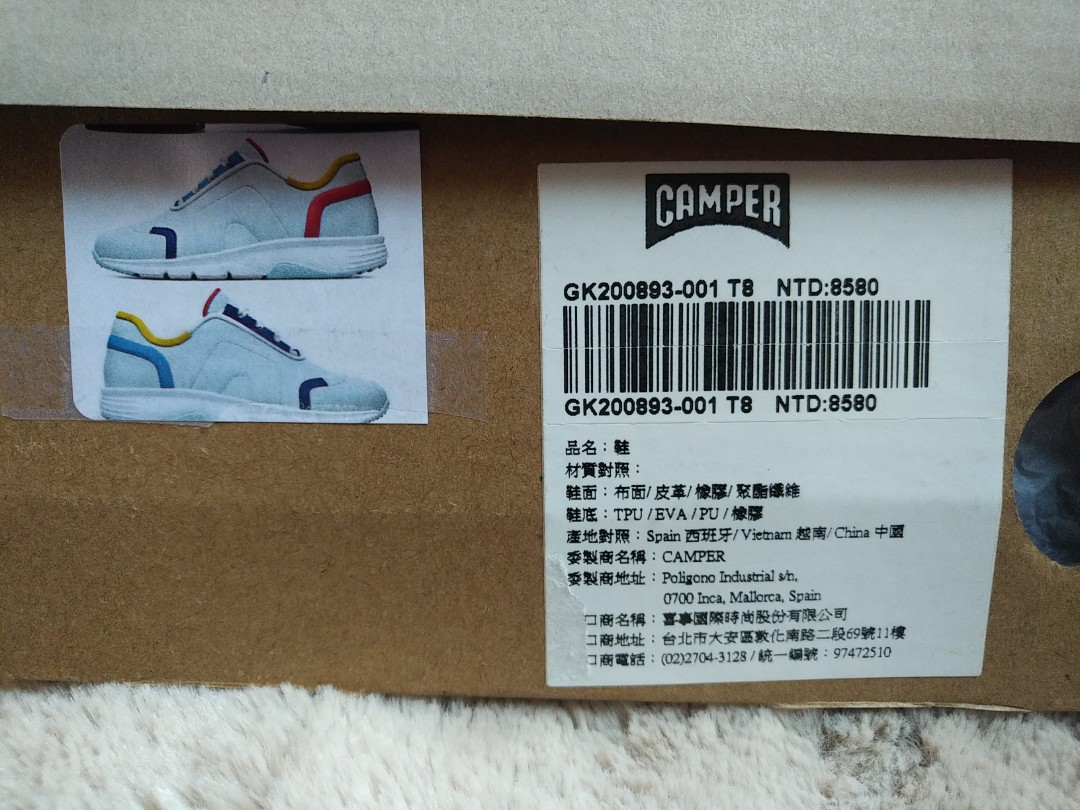 CAMPER
GK200893-001 T8 NTD:8580
GK200893-001 T8 NTD:8580
品名：鞋
材質對照：
鞋面：布面/皮革/橡膠/聚酯纖維
鞋底：TPU/EVA/PU/橡膠
產地對照：Spain 西班牙/Vietnam 越南/China 中國
委製商名稱：CAMPER
委製商地址：Poligono Industrial s/n,
0700 Inca, Mallorca, Spain
口商名稱：喜事國際時尚股份有限公司
口商地址：台北市大安區敦化南路二段69號11樓
口商電話：(02)2704-3128/統一編號：97472510